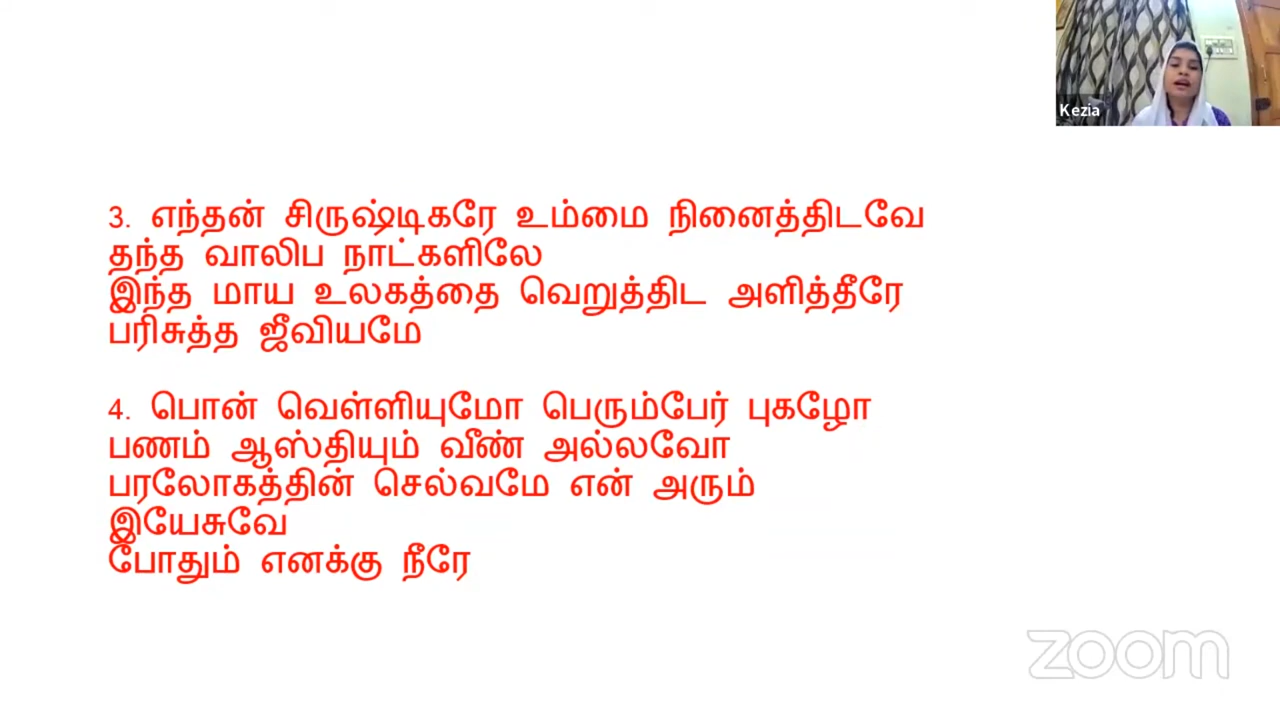 Kezia
3. எந்தன் சிருஷ்டிகரே உம்மை நினைத்திடவே
தந்த வாலிப நாட்களிலே
இந்த மாய உலகத்தை வெறுத்திட அளித்தீரே
பரிசுத்த ஜீவியமே
4. பொன் வெள்ளியுமோ பெரும்பேர் புகழோ
பணம் ஆஸ்தியும் வீண் அல்லவோ
பரலோகத்தின் செல்வமே என் அரும்
இயேசுவே
போதும் எனக்கு நீரே
zoom